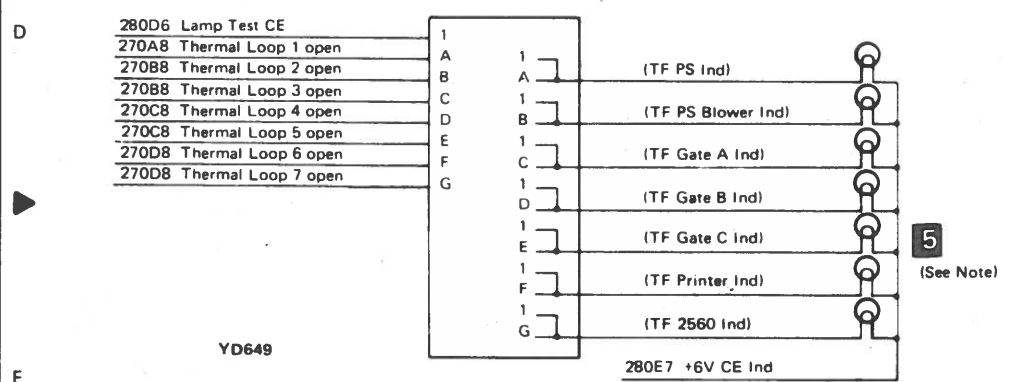 D
280D6 Lamp Test CE
270A8 Thermal Loop 1 open
270B8 Thermal Loop 2 open
270B8 Thermal Loop 3 open
270C8 Thermal Loop 4 open
270C8 Thermal Loop 5 open
270D8 Thermal Loop 6 open
270D8 Thermal Loop 7 open
1
A
B
C
D
E
F
G
1
A (TF PS Ind)
1
B (TF PS Blower Ind)
1
C (TF Gate A Ind)
1
D (TF Gate B Ind)
1
E (TF Gate C Ind)
1
F (TF Printer Ind)
1
G (TF 2560 Ind)
5
(See Note)
YD649
280E7 +6V CE Ind